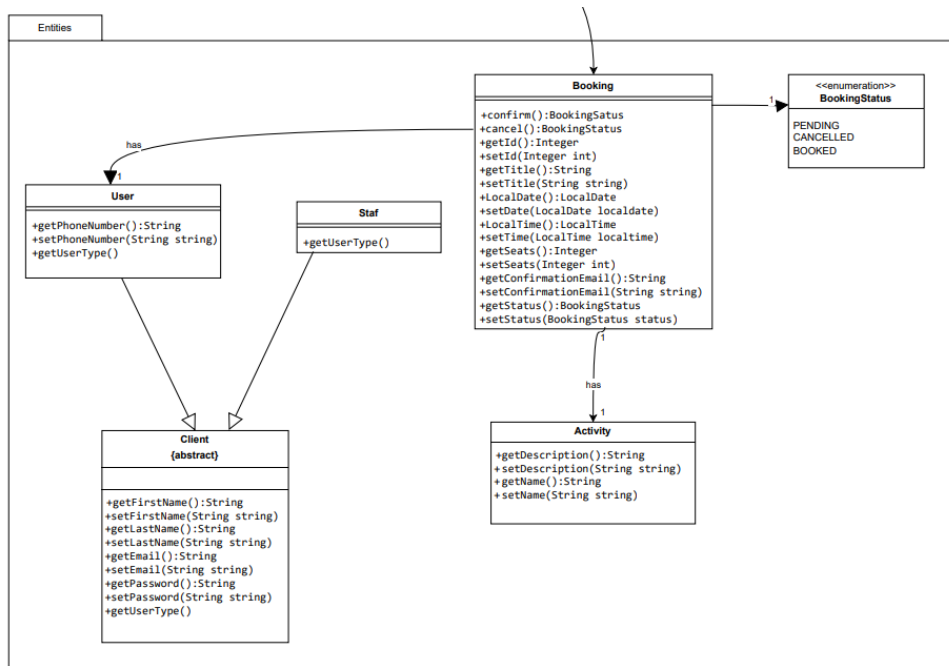 Entities
Booking
+confirm():BookingSatus
+cancel():BookingStatus
+getId():Integer
+setId(Integer int)
+getTitle():String
+setTitle(String string)
+LocalDate():LocalDate
+setDate(LocalDate localdate)
+LocalTime():LocalTime
+setTime(LocalTime localtime)
+getSeats():Integer
+setSeats(Integer int)
+getConfirmationEmail():String
+setConfirmationEmail(String string)
+getStatus():BookingStatus
+setStatus(BookingStatus status)
1
<<enumeration>>
BookingStatus
PENDING
CANCELLED
BOOKED
has
1
User
+getPhoneNumber():String
+setPhoneNumber(String string)
+getUserType()
Staf
+getUserType()
1
has
1
Client
{abstract}
+getFirstName():String
+setFirstName(String string)
+getLastName():String
+setLastName(String string)
+getEmail():String
+setEmail(String string)
+getPassword():String
+setPassword(String string)
+getUserType()
Activity
+getDescription():String
+setDescription(String string)
+getName():String
+setName(String string)